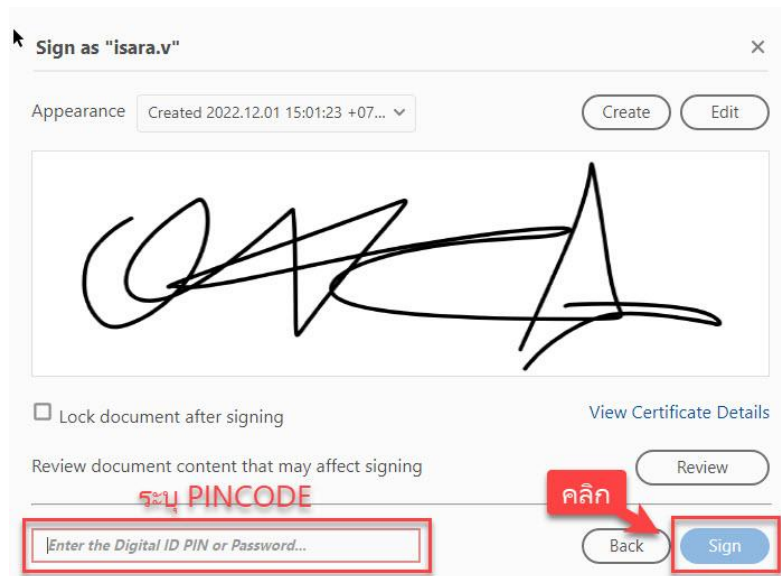 Sign as "isara.v"
Appearance Created 2022.12.01 15:01:23 +07... Create Edit
Lock document after signing View Certificate Details
Review document content that may affect signing Review
ระบุ PINCODE คลิก
Enter the Digital ID PIN or Password... Back Sign